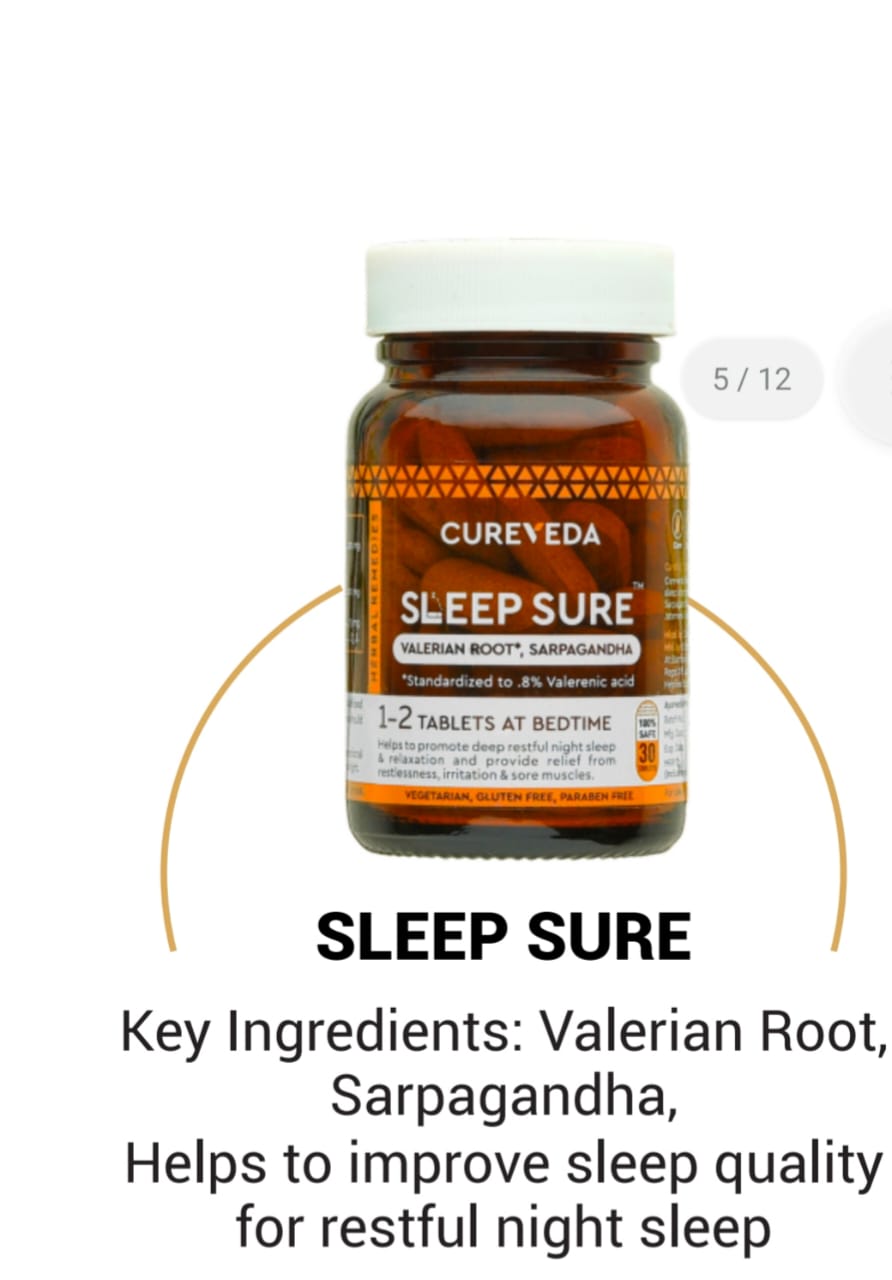 5 / 12
CUREVEDA
HERBAL REMEDIES
SLEEP SURE™
VALERIAN ROOT*, SARPAGANDHA
*Standardized to .8% Valerenic acid
1-2 TABLETS AT BEDTIME
Helps to promote deep restful night sleep
& relaxation and provide relief from
restlessness, irritation & sore muscles.
100%
SAFE
30
TABLETS
VEGETARIAN, GLUTEN FREE, PARABEN FREE
SLEEP SURE
Key Ingredients: Valerian Root,
Sarpagandha,
Helps to improve sleep quality
for restful night sleep